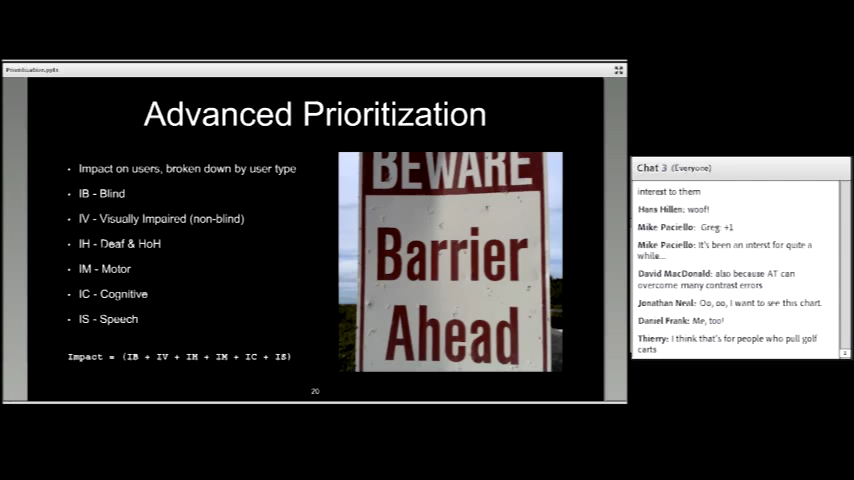 Prioritization.pptx
Advanced Prioritization
• Impact on users, broken down by user type
• IB - Blind
• IV - Visually Impaired (non-blind)
• IH - Deaf & HoH
• IM - Motor
• IC - Cognitive
• IS - Speech
Impact = (IB + IV + IH + IM + IC + IS)
BEWARE
Barrier
Ahead
20
Chat 3 (Everyone)
interest to them
Hans Hillen: woof!
Mike Paciello: Greg: +1
Mike Paciello: It's been an interst for quite a
while...
David MacDonald: also because AT can
overcome many contrast errors
Jonathan Neal: Oo, oo, I want to see this chart.
Daniel Frank: Me, too!
Thierry: I think that's for people who pull golf
carts